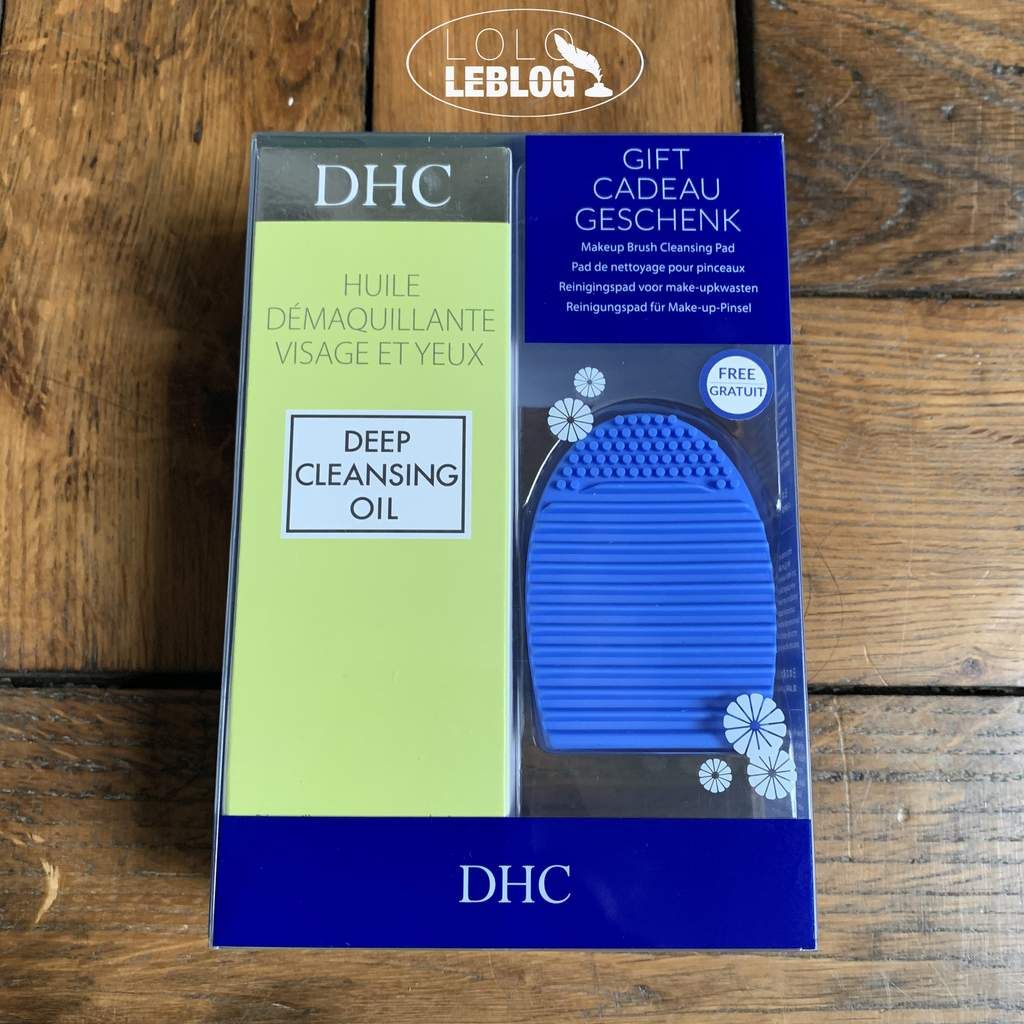 LOLO
LEBLOG
DHC
HUILE
DÉMAQUILLANTE
VISAGE ET YEUX
DEEP
CLEANSING
OIL
GIFT
CADEAU
GESCHENK
Makeup Brush Cleansing Pad
Pad de nettoyage pour pinceaux
Reinigingspad voor make-upkwasten
Reinigungspad für Make-up-Pinsel
FREE
GRATUIT
DHC